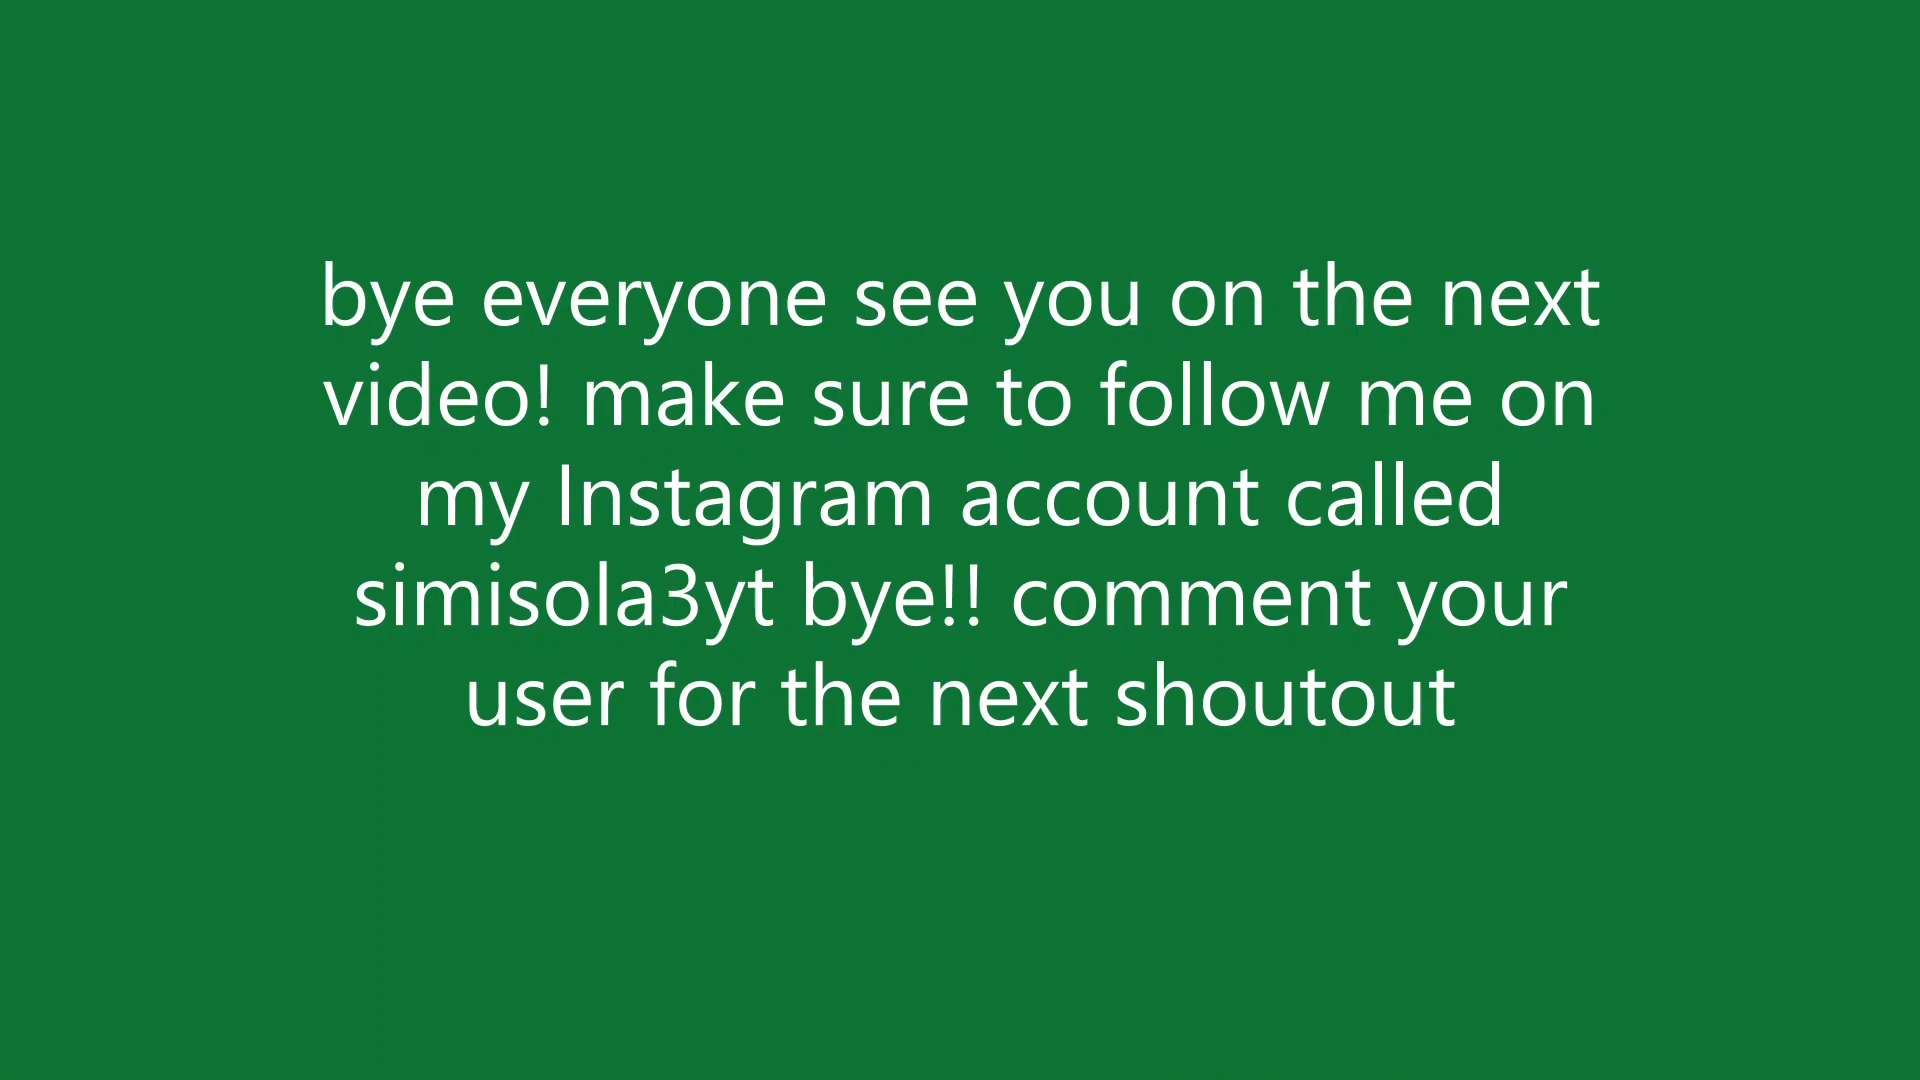 bye everyone see you on the next
video! make sure to follow me on
my Instagram account called
simisola3yt bye!! comment your
user for the next shoutout